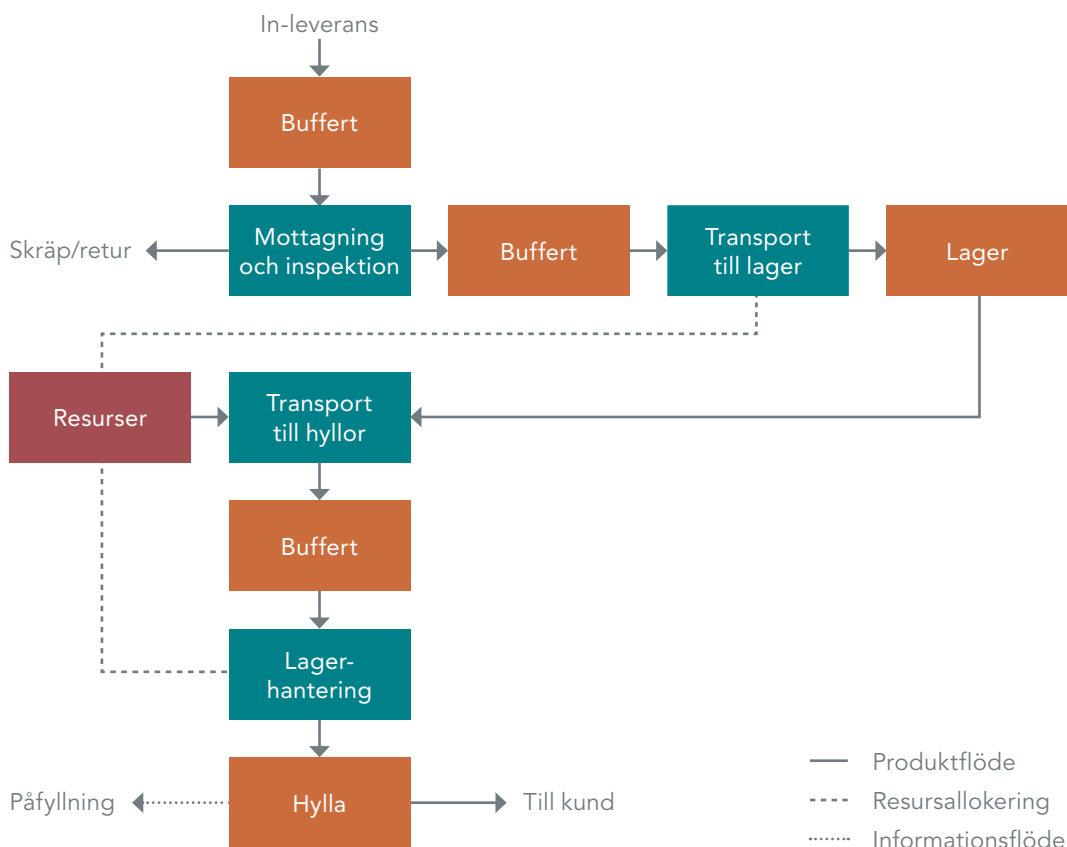 In-leverans
Buffert
Skräp/retur
Mottagning
och inspektion
Buffert
Transport
till lager
Lager
Resurser
Transport
till hyllor
Buffert
Lager-
hantering
Påfyllning
Hylla
Till kund
Produktflöde
Resursallokering
Informationsflöde